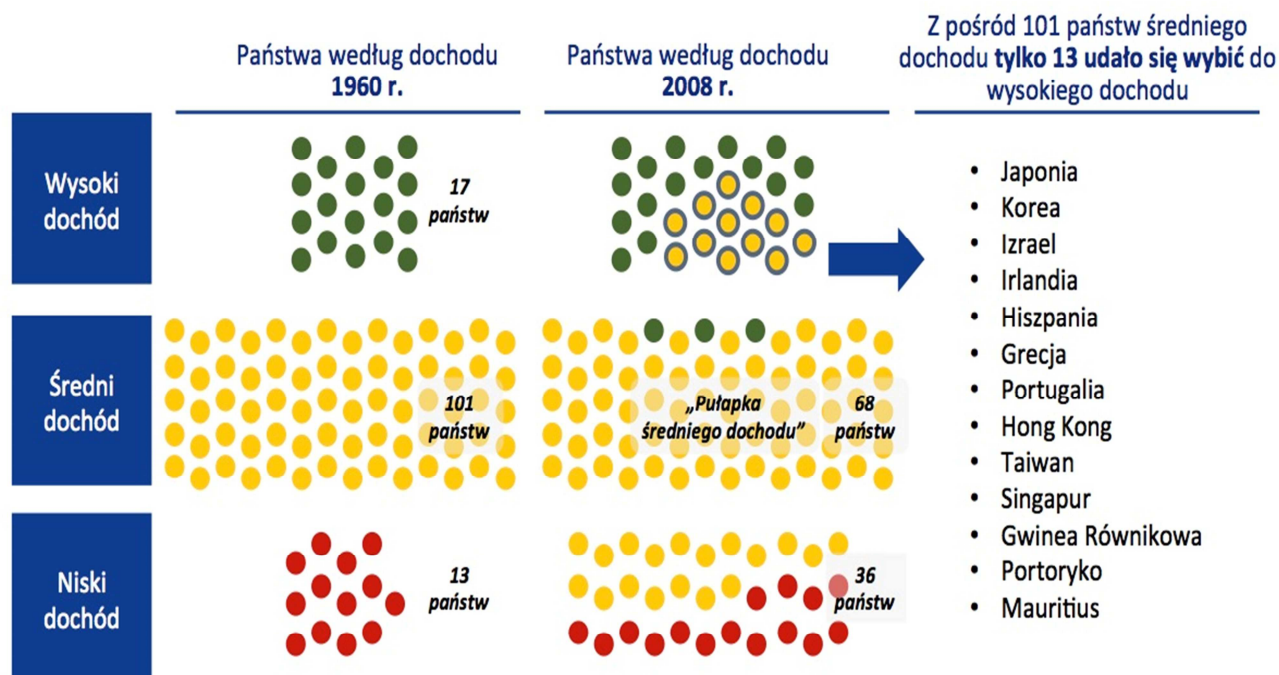 Państwa według dochodu
1960 r.
Państwa według dochodu
2008 r.
Z pośród 101 państw średniego
dochodu tylko 13 udało się wybić do
wysokiego dochodu
Wysoki
dochód
17
państw
• Japonia
• Korea
• Izrael
• Irlandia
• Hiszpania
• Grecja
• Portugalia
• Hong Kong
• Taiwan
• Singapur
• Gwinea Równikowa
• Portoryko
• Mauritius
Średni
dochód
101
państw
„Pułapka
średniego dochodu”
68
państw
Niski
dochód
13
państw
36
państw